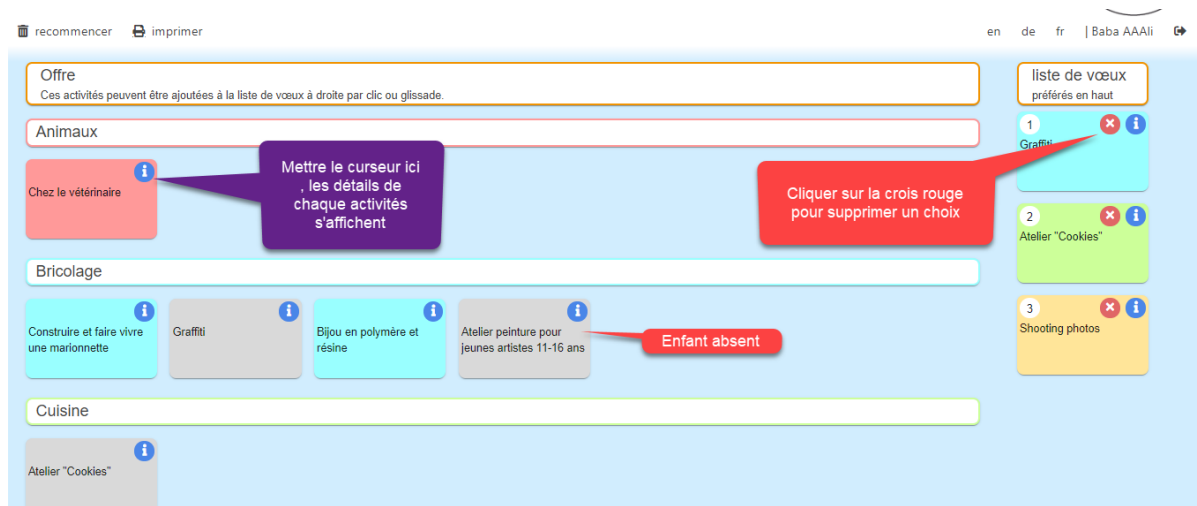 recommencer imprimer en de fr | Baba AAAli
Offre
Ces activités peuvent être ajoutées à la liste de vœux à droite par clic ou glissade.
liste de vœux
préférés en haut
Animaux
Chez le vétérinaire
Mettre le curseur ici
, les détails de
chaque activités
s'affichent
Cliquer sur la crois rouge
pour supprimer un choix
1
Graffiti
2
Atelier "Cookies"
3
Shooting photos
Bricolage
Construire et faire vivre
une marionnette
Graffiti
Bijou en polymère et
résine
Atelier peinture pour
jeunes artistes 11-16 ans
Enfant absent
Cuisine
Atelier "Cookies"